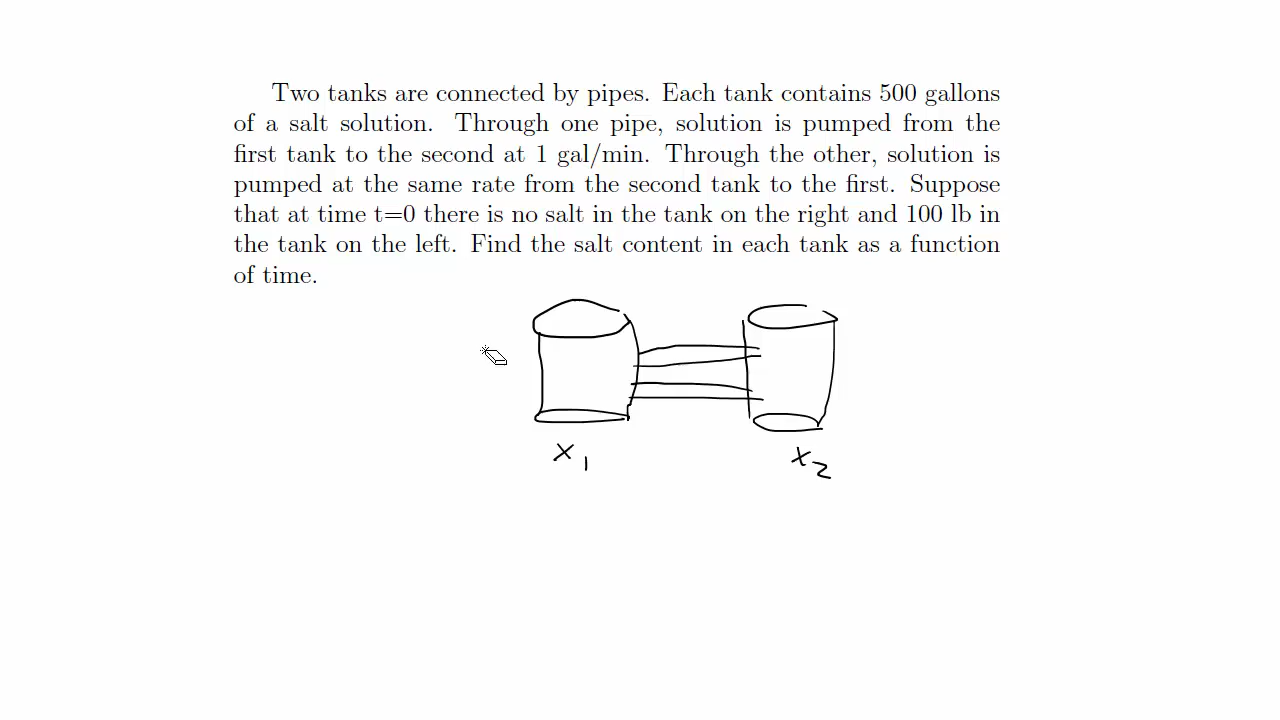 Two tanks are connected by pipes. Each tank contains 500 gallons
of a salt solution. Through one pipe, solution is pumped from the
first tank to the second at 1 gal/min. Through the other, solution is
pumped at the same rate from the second tank to the first. Suppose
that at time t=0 there is no salt in the tank on the right and 100 lb in
the tank on the left. Find the salt content in each tank as a function
of time.
x₁ x₂